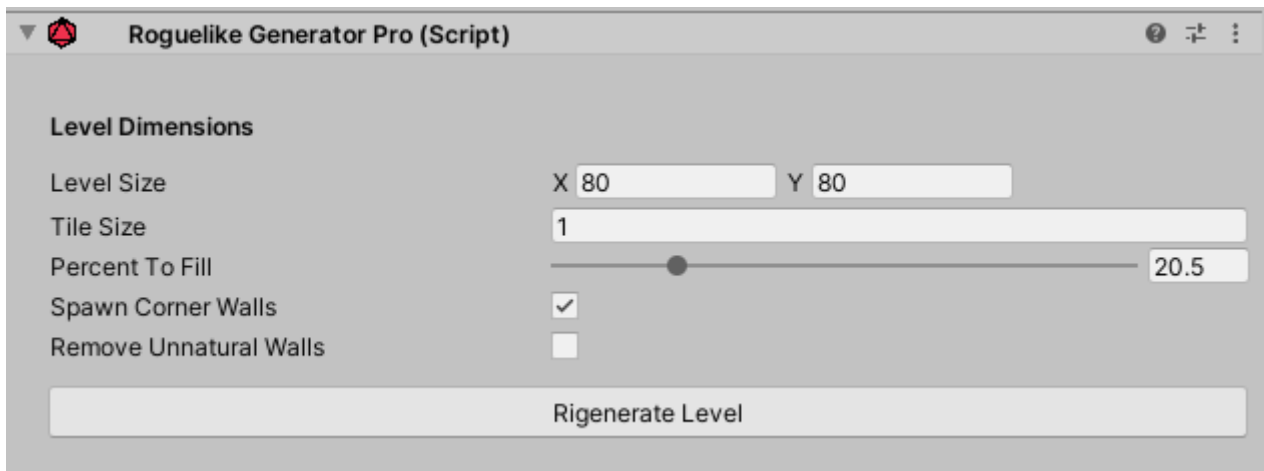 Roguelike Generator Pro (Script)
Level Dimensions
Level Size X 80 Y 80
Tile Size 1
Percent To Fill 20.5
Spawn Corner Walls
Remove Unnatural Walls
Rigenerate Level